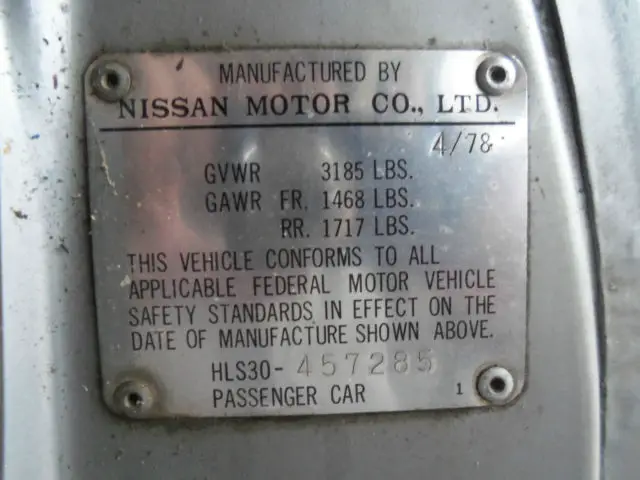 MANUFACTURED BY
NISSAN MOTOR CO., LTD.
4/78
GVWR 3185 LBS.
GAWR FR. 1468 LBS.
RR. 1717 LBS.
THIS VEHICLE CONFORMS TO ALL
APPLICABLE FEDERAL MOTOR VEHICLE
SAFETY STANDARDS IN EFFECT ON THE
DATE OF MANUFACTURE SHOWN ABOVE.
HLS30-457285
PASSENGER CAR 1